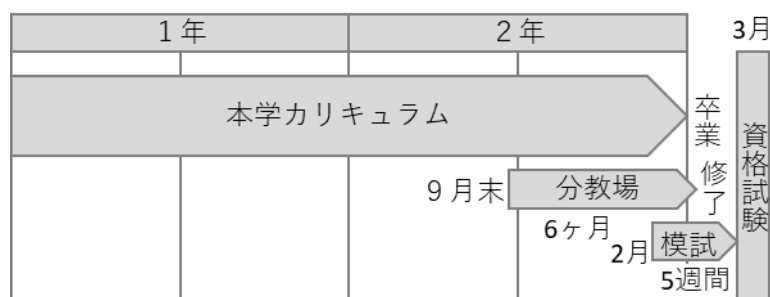 1年
2年
3月
本学カリキュラム
卒業
修了
資格試験
9月末
分教場
6ヶ月
2月
模試
5週間